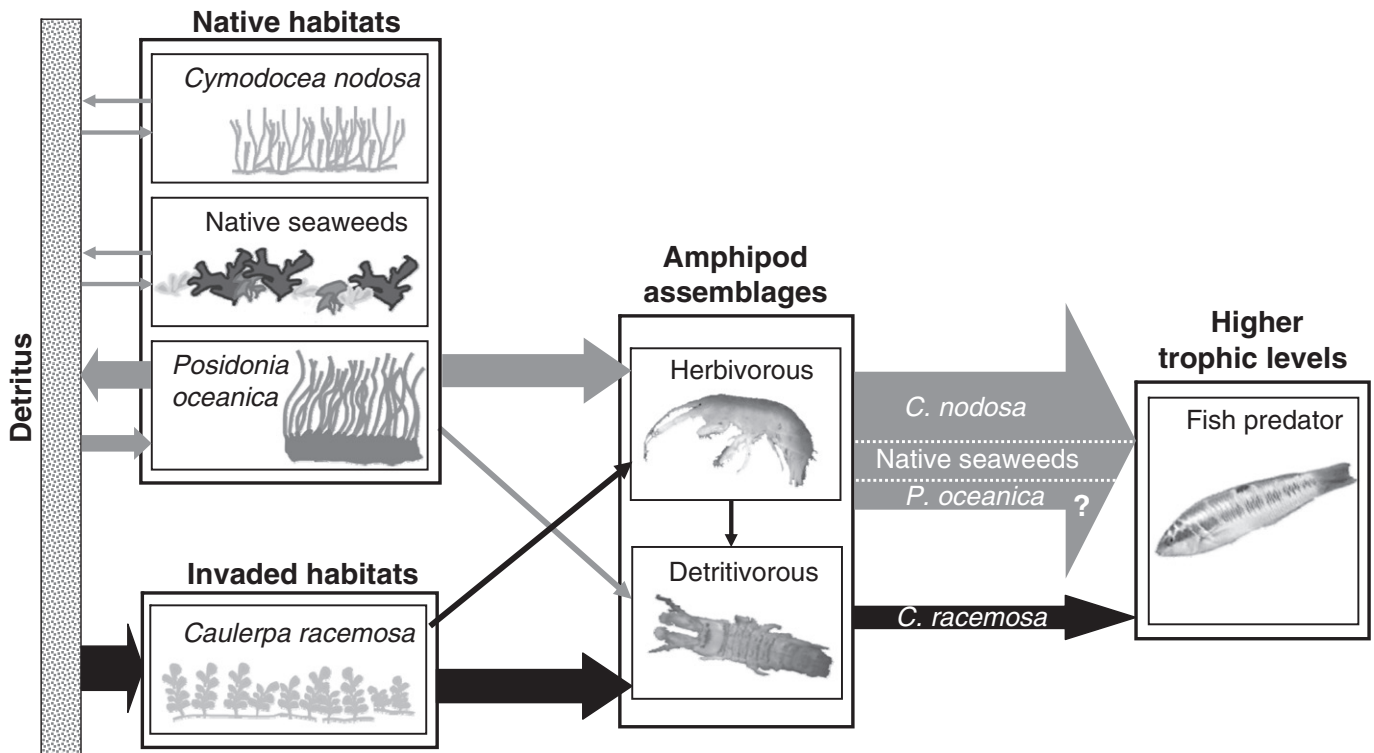 Native habitats
Cymodocea nodosa
Native seaweeds
Posidonia
oceanica
Detritus
Invaded habitats
Caulerpa racemosa
Amphipod
assemblages
Herbivorous
Detritivorous
C. nodosa
Native seaweeds
P. oceanica
?
C. racemosa
Higher
trophic levels
Fish predator